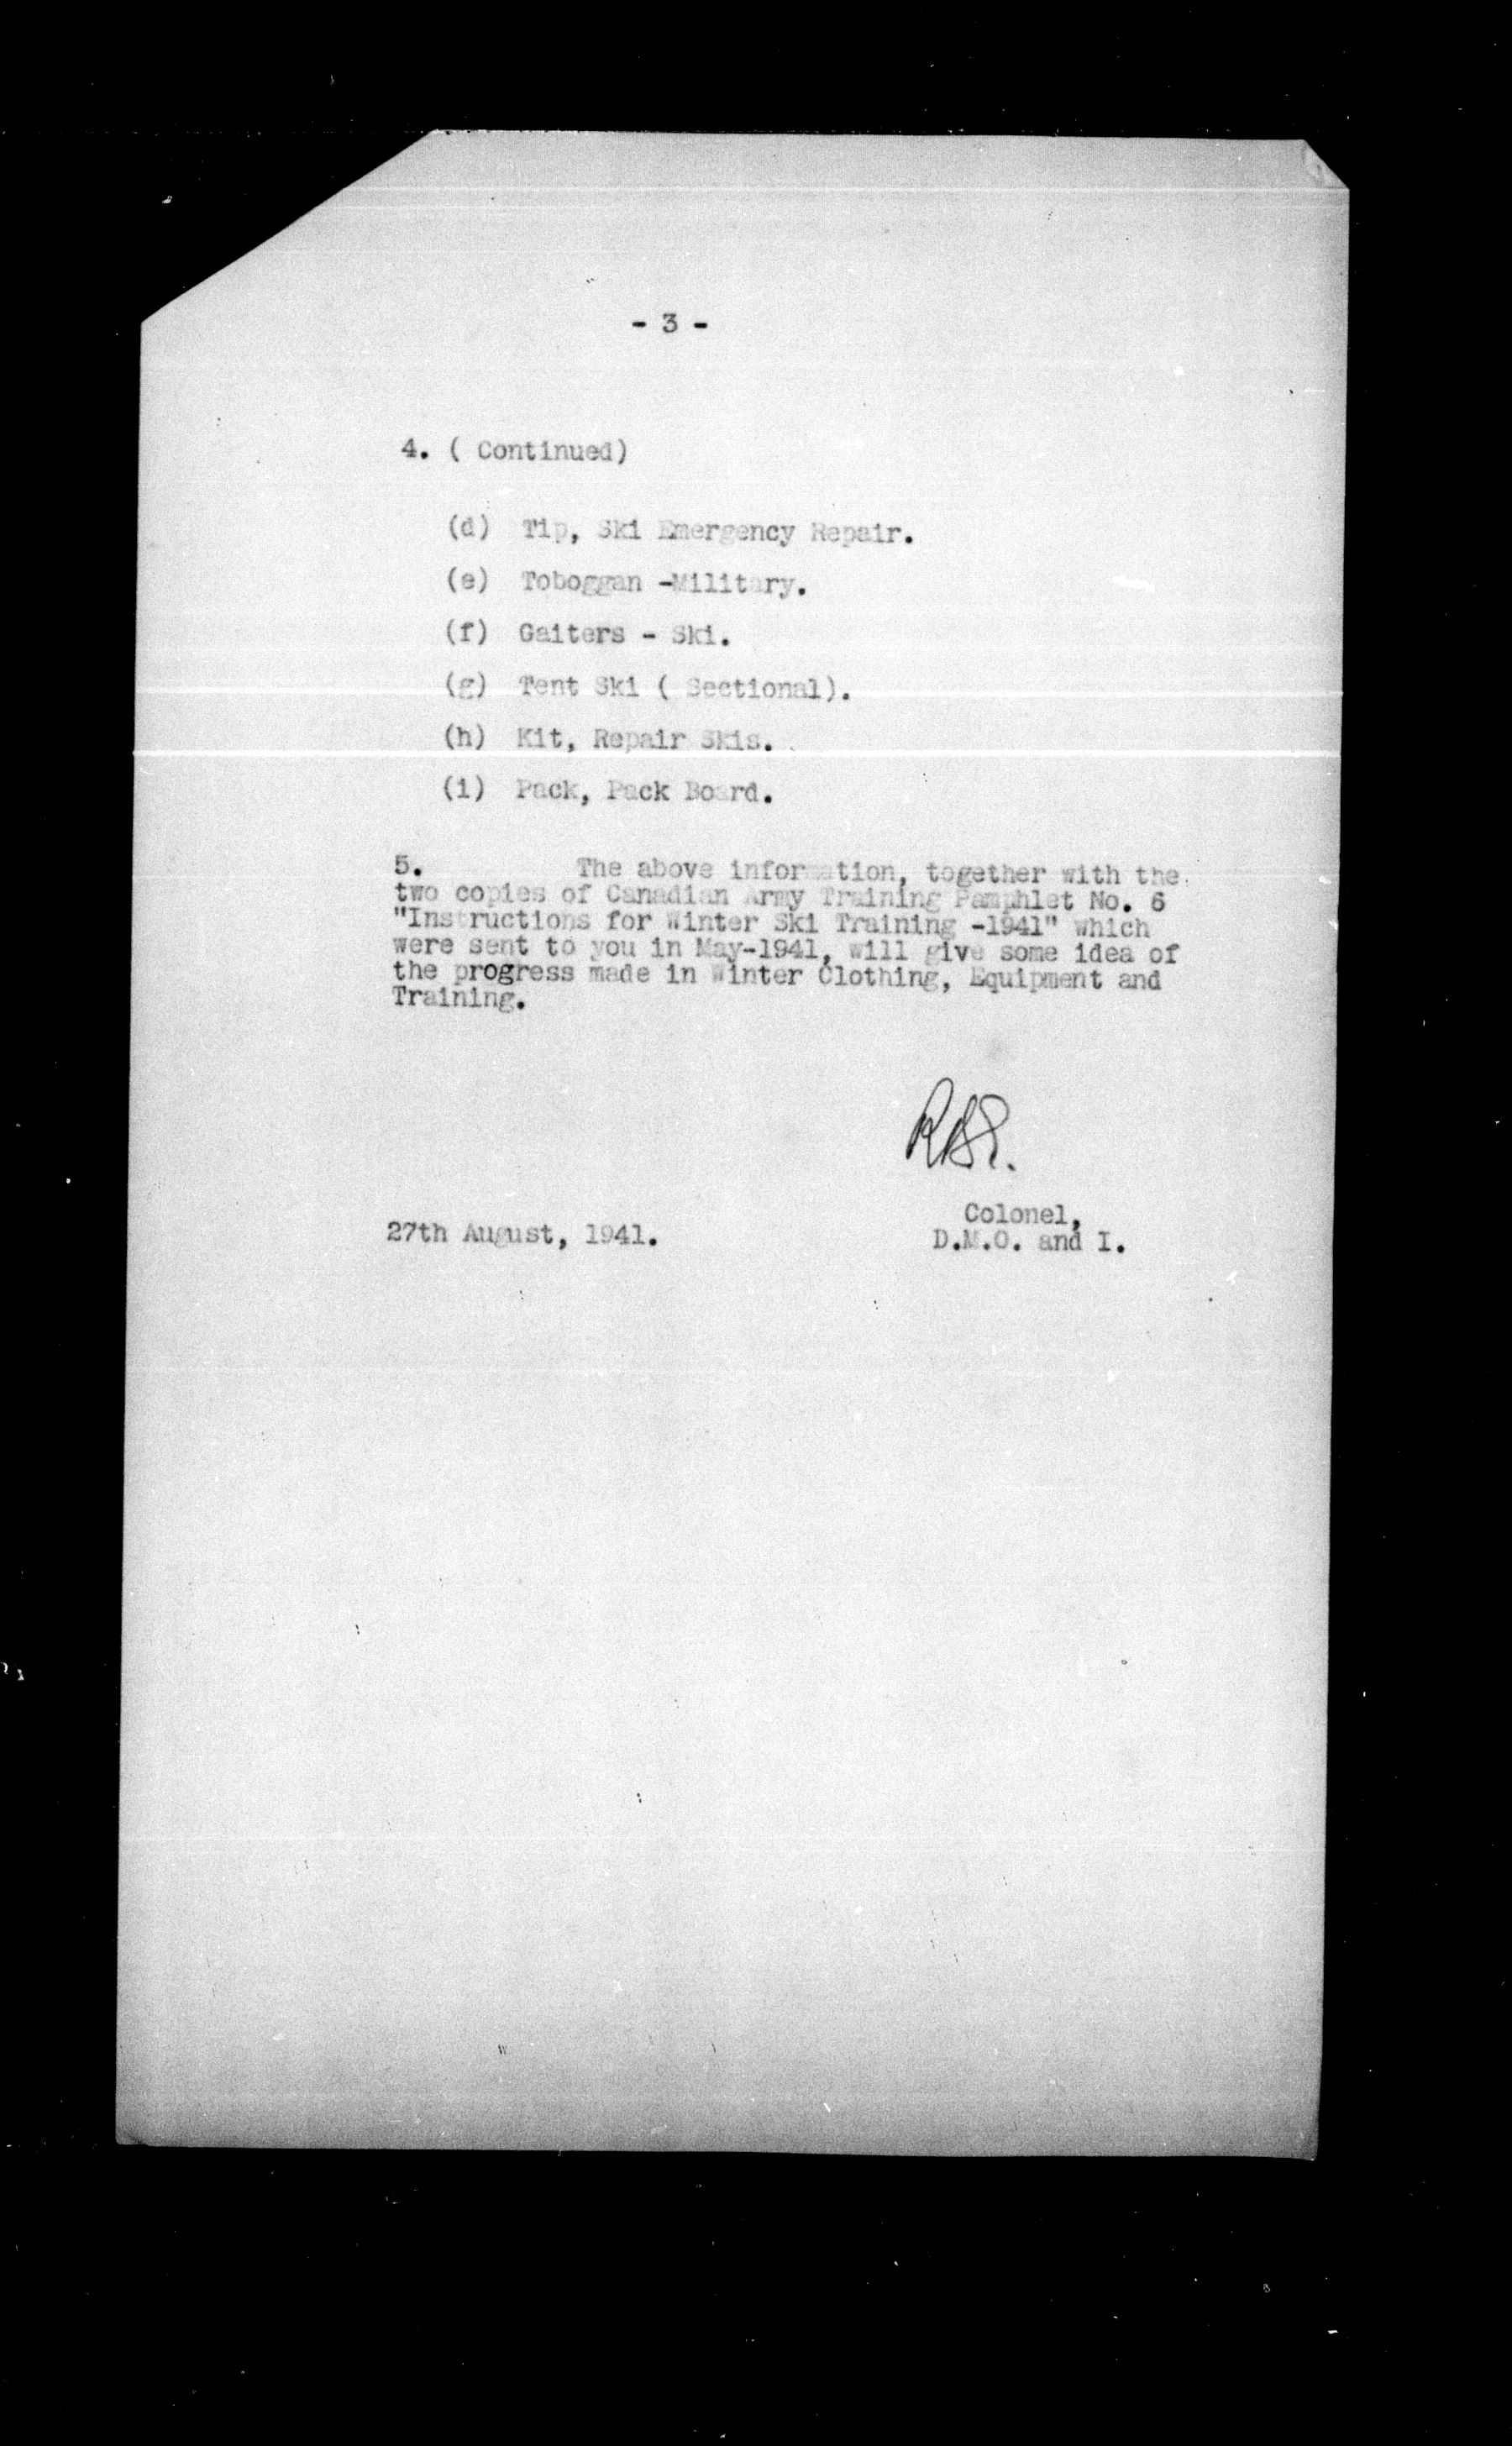 - 3 -
4. ( Continued)
(d) Tip, Ski Emergency Repair.
(e) Toboggan -Military.
(f) Gaiters - Ski.
(g) Tent Ski ( Sectional).
(h) Kit, Repair Skis.
(i) Pack, Pack Board.
5. The above information, together with the
two copies of Canadian Army Training Pamphlet No. 6
"Instructions for Winter Ski Training -1941" which
were sent to you in May-1941, will give some idea of
the progress made in Winter Clothing, Equipment and
Training.
Colonel,
27th August, 1941.
D.M.O. and I.